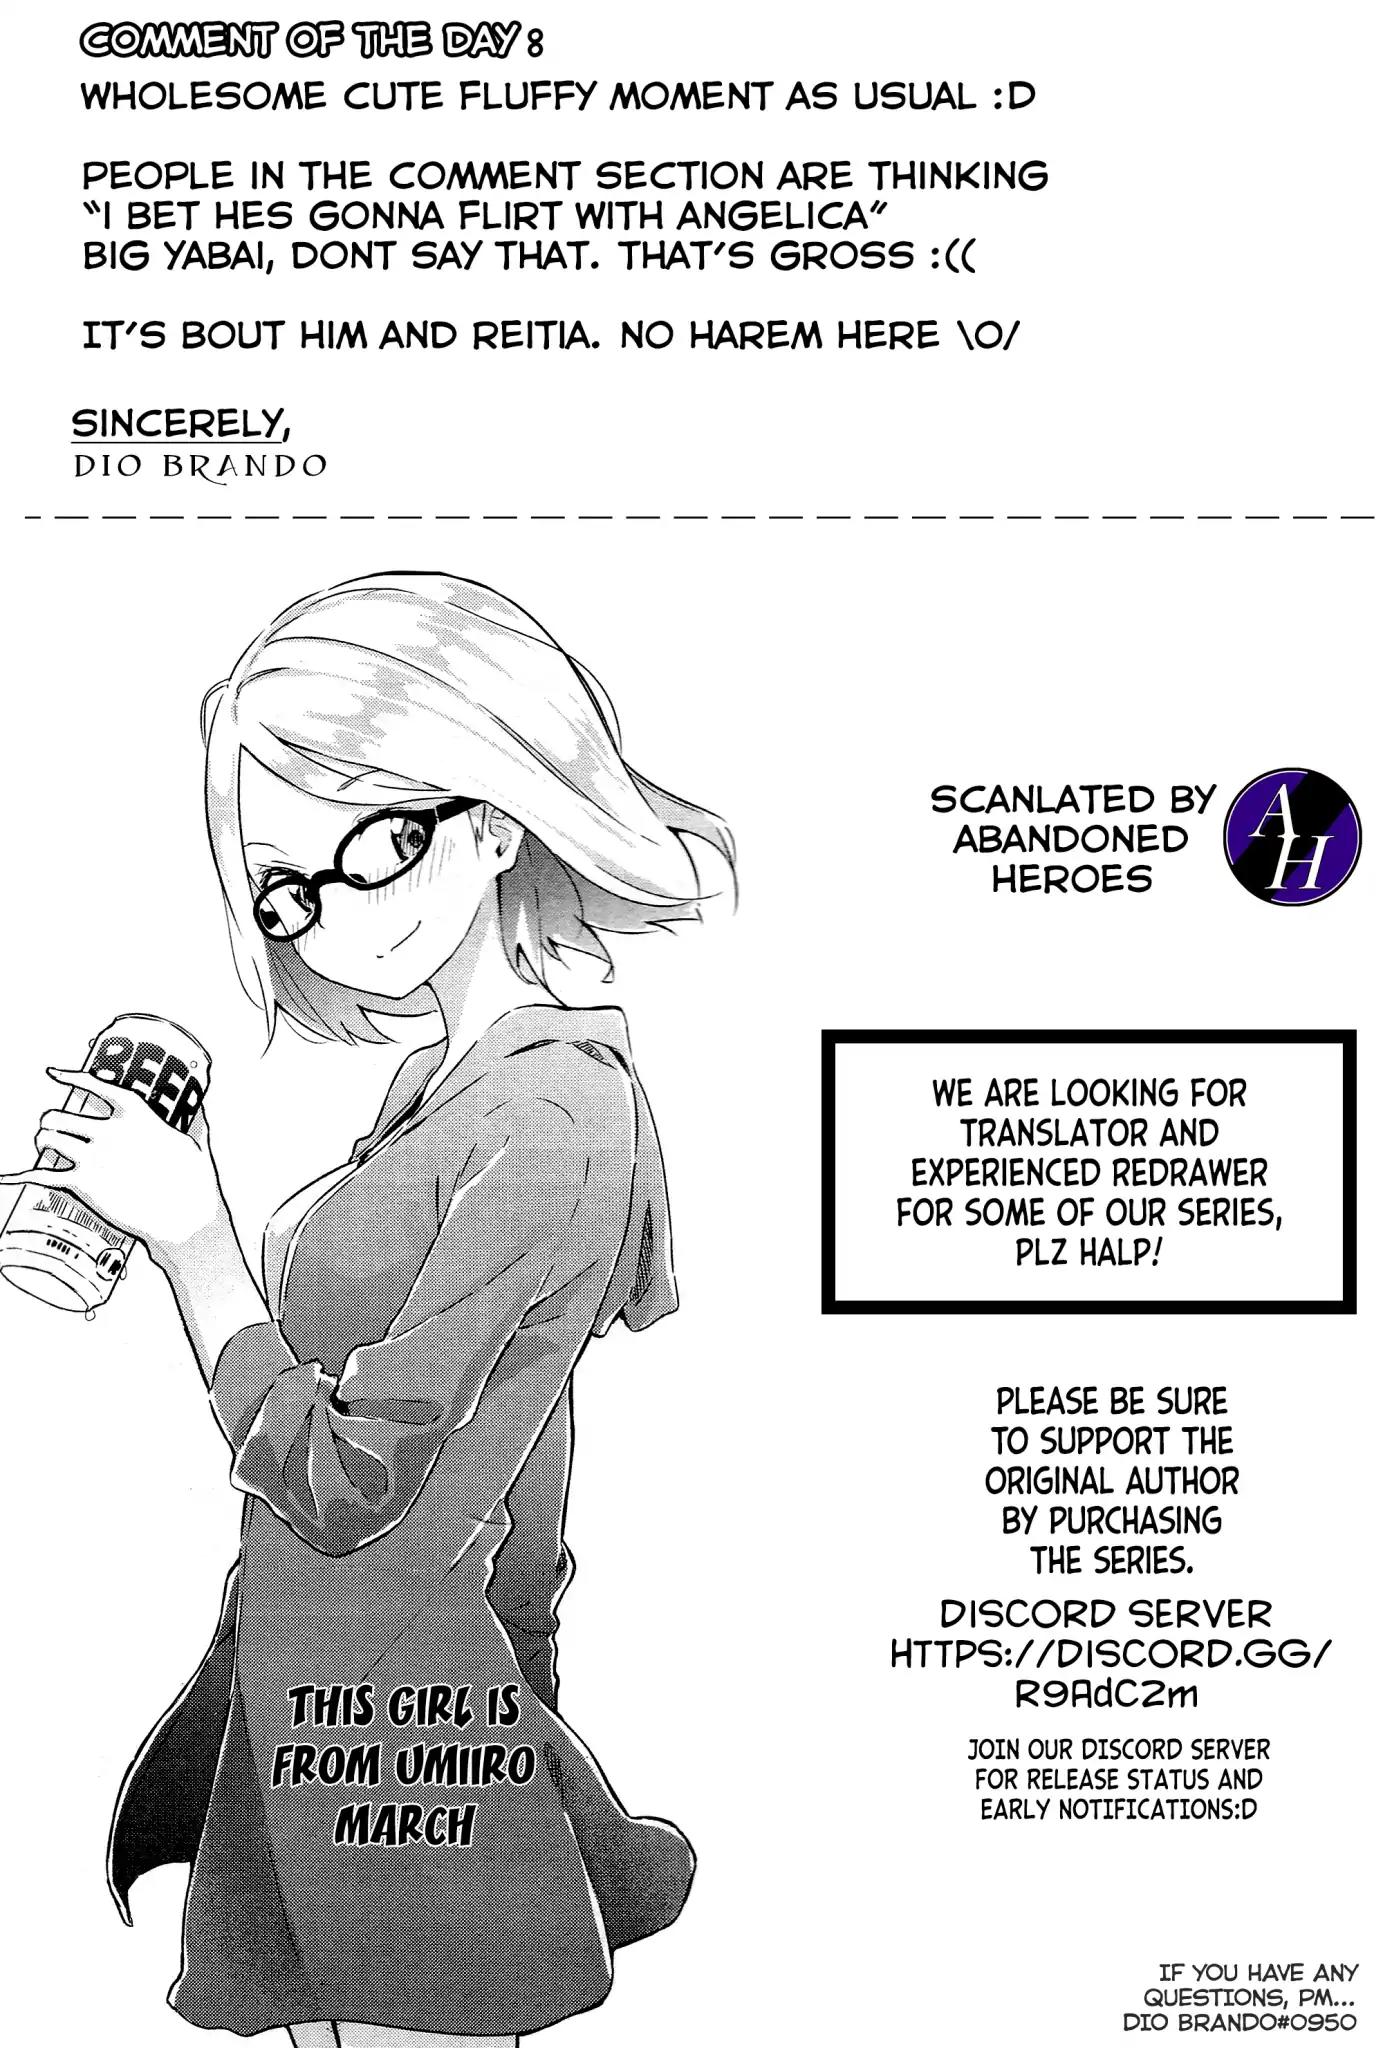 COMMENT OF THE DAY:
WHOLESOME CUTE FLUFFY MOMENT AS USUAL :D
PEOPLE IN THE COMMENT SECTION ARE THINKING
"I BET HES GONNA FLIRT WITH ANGELICA"
BIG YABAI, DONT SAY THAT. THAT'S GROSS :((
IT'S BOUT HIM AND REITIA. NO HAREM HERE \O/
SINCERELY,
DIO BRANDO
SCANLATED BY
ABANDONED
HEROES
AH
BEER
WE ARE LOOKING FOR
TRANSLATOR AND
EXPERIENCED REDRAWER
FOR SOME OF OUR SERIES,
PLZ HALP!
PLEASE BE SURE
TO SUPPORT THE
ORIGINAL AUTHOR
BY PURCHASING
THE SERIES.
DISCORD SERVER
HTTPS://DISCORD.GG/
R9AdC2m
JOIN OUR DISCORD SERVER
FOR RELEASE STATUS AND
EARLY NOTIFICATIONS:D
THIS GIRL IS
FROM UMIIRO
MARCH
IF YOU HAVE ANY
QUESTIONS, PM...
DIO BRANDO#0950